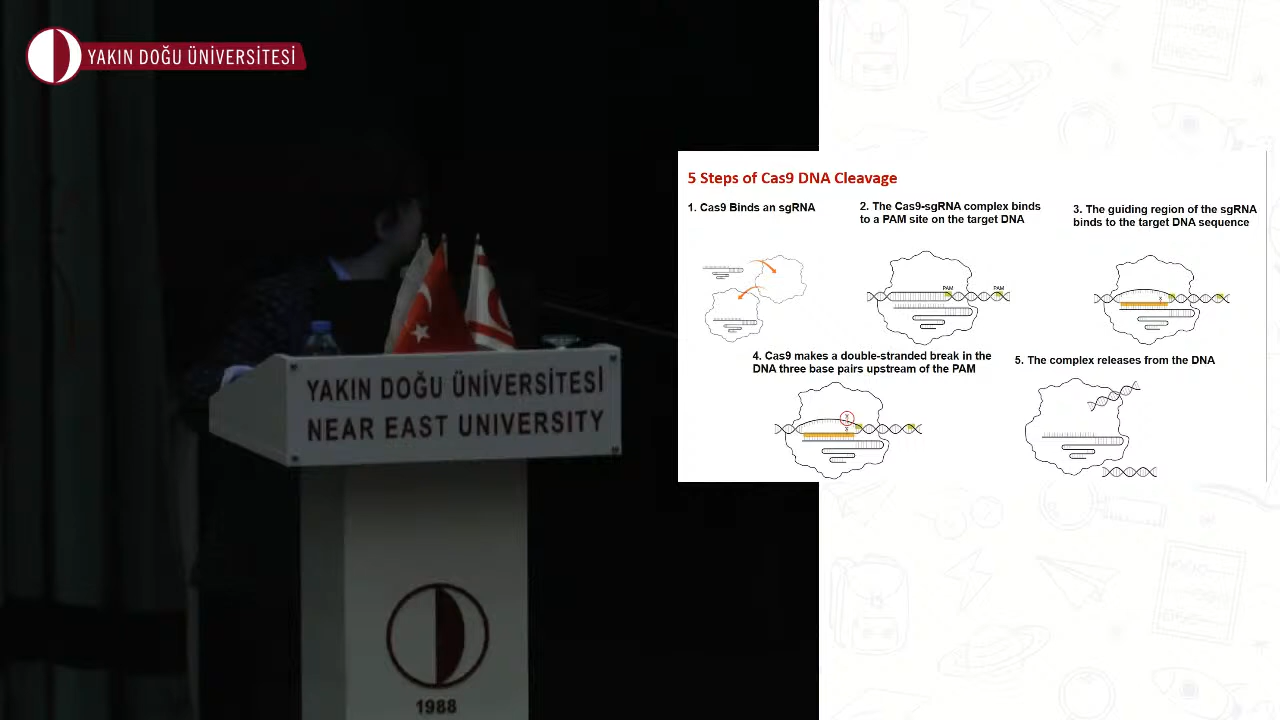 YAKIN DOĞU ÜNİVERSİTESİ
5 Steps of Cas9 DNA Cleavage
1. Cas9 Binds an sgRNA
2. The Cas9-sgRNA complex binds
to a PAM site on the target DNA
3. The guiding region of the sgRNA
binds to the target DNA sequence
PAM
PAM
4. Cas9 makes a double-stranded break in the
DNA three base pairs upstream of the PAM
5. The complex releases from the DNA
YAKIN DOĞU ÜNİVERSİTESİ
NEAR EAST UNIVERSITY
1988